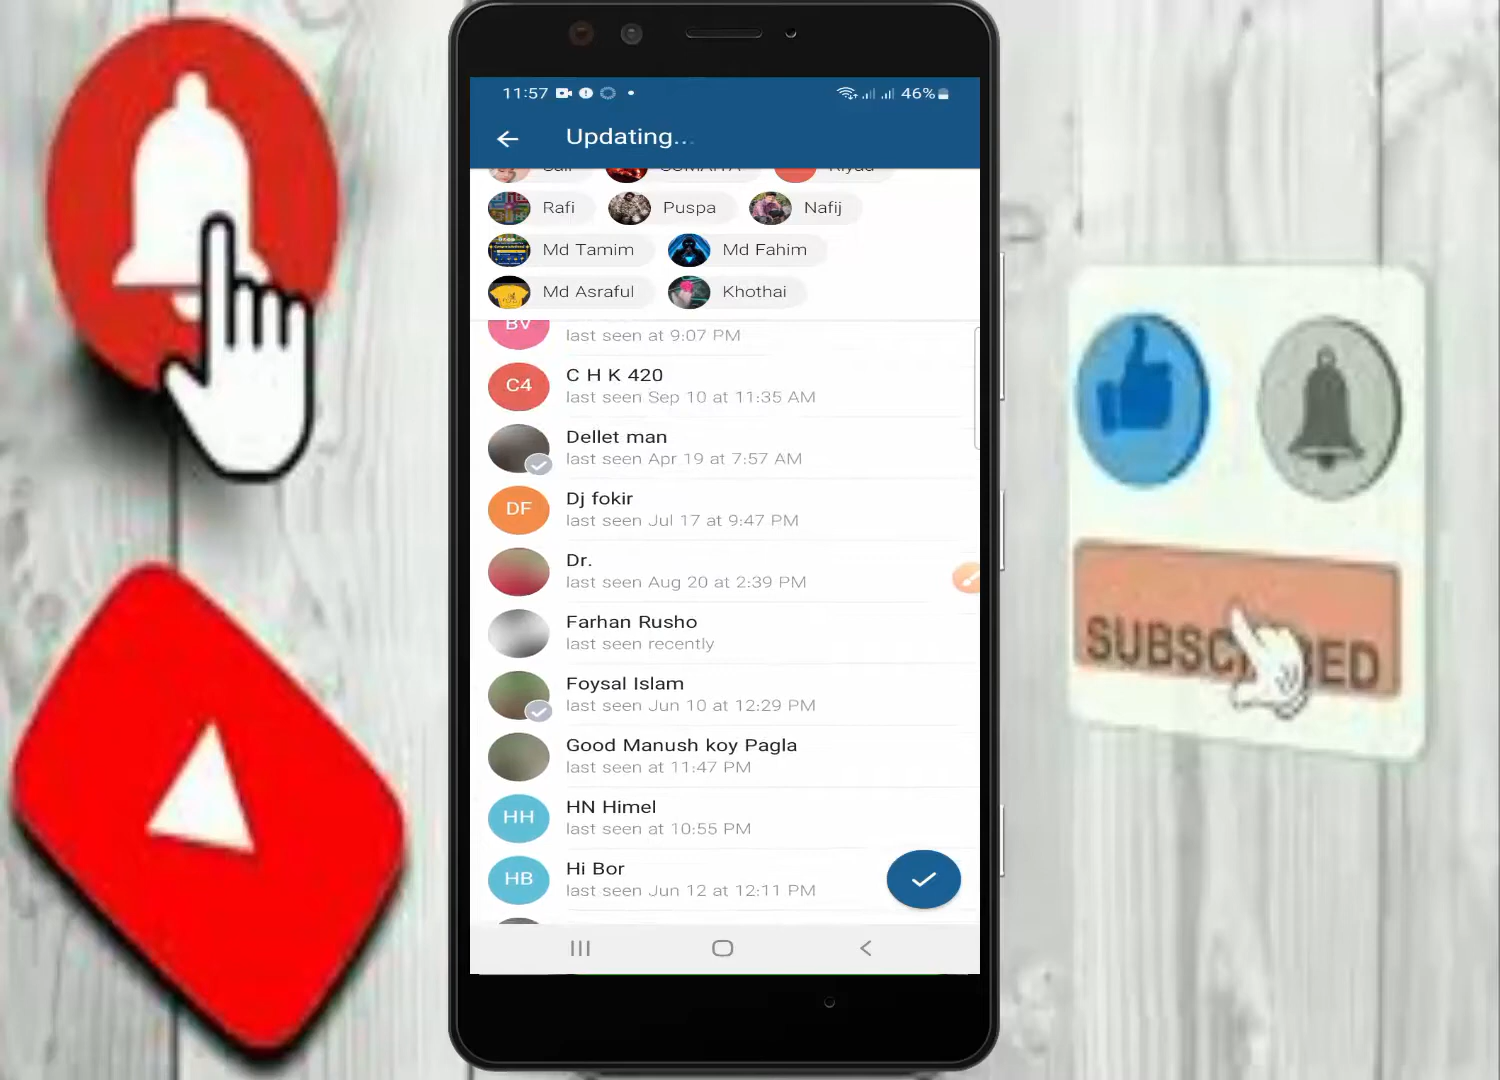 11:57
46%
Updating...
Rafi
Puspa
Nafij
Md Tamim
Md Fahim
Md Asraful
Khothai
BV
last seen at 9:07 PM
C4
C H K 420
last seen Sep 10 at 11:35 AM
Dellet man
last seen Apr 19 at 7:57 AM
DF
Dj fokir
last seen Jul 17 at 9:47 PM
Dr.
last seen Aug 20 at 2:39 PM
Farhan Rusho
last seen recently
Foysal Islam
last seen Jun 10 at 12:29 PM
Good Manush koy Pagla
last seen at 11:47 PM
HH
HN Himel
last seen at 10:55 PM
HB
Hi Bor
last seen Jun 12 at 12:11 PM